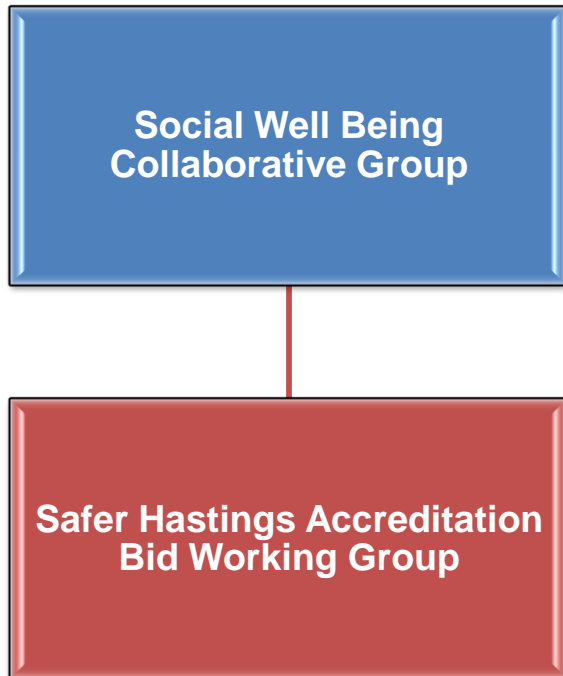 Social Well Being
Collaborative Group
Safer Hastings Accreditation
Bid Working Group